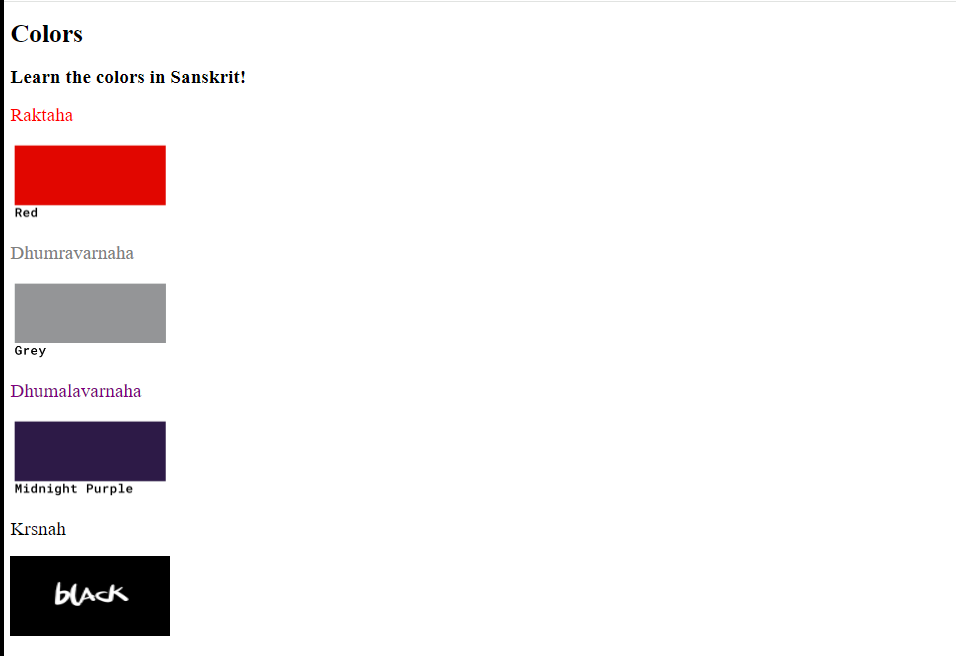 Colors
Learn the colors in Sanskrit!
Raktaha
Red
Dhumravarnaha
Grey
Dhumalavarnaha
Midnight Purple
Krsnah
black